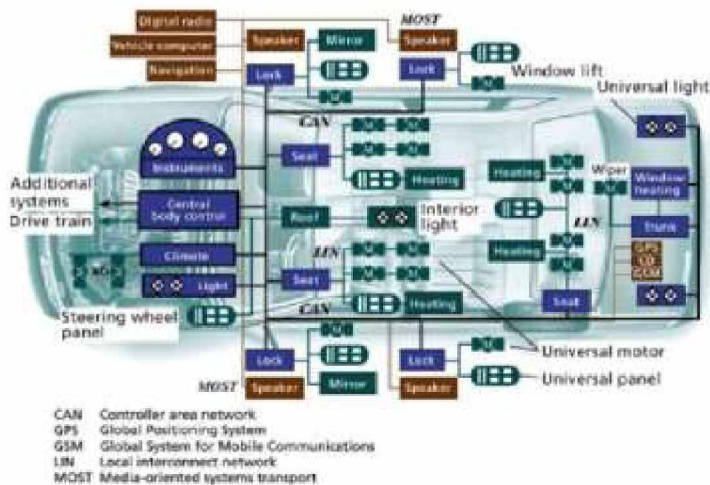 Digital radio
MOST
Vehicle computer
Speaker
Mirror
Speaker
Navigation
Lock
Lock
Window lift
Universal light
CAN
Instruments
Seat
Heating
Heating
Wiper
Window heating
Additional systems
Central body control
Roof
Interior light
LIN
Trunk
Drive train
Climate
LIN
Heating
GPS
CD
GSM
Light
Seat
Heating
Seat
Steering wheel panel
CAN
Lock
Lock
Universal motor
MOST
Speaker
Mirror
Speaker
Universal panel
CAN Controller area network
GPS Global Positioning System
GSM Global System for Mobile Communications
LIN Local interconnect network
MOST Media-oriented systems transport